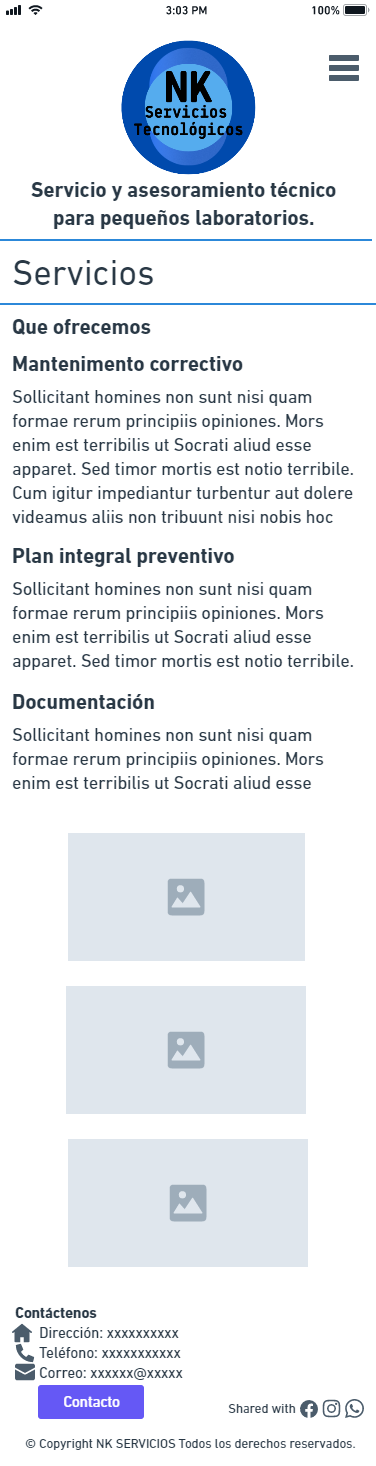 3:03 PM
100%
NK
Servicios
Tecnológicos
Servicio y asesoramiento técnico
para pequeños laboratorios.
Servicios
Que ofrecemos
Mantenimento correctivo
Sollicitant homines non sunt nisi quam
formae rerum principiis opiniones. Mors
enim est terribilis ut Socrati aliud esse
apparet. Sed timor mortis est notio terribile.
Cum igitur impediantur turbentur aut dolere
videamus aliis non tribuunt nisi nobis hoc
Plan integral preventivo
Sollicitant homines non sunt nisi quam
formae rerum principiis opiniones. Mors
enim est terribilis ut Socrati aliud esse
apparet. Sed timor mortis est notio terribile.
Documentación
Sollicitant homines non sunt nisi quam
formae rerum principiis opiniones. Mors
enim est terribilis ut Socrati aliud esse
Contáctenos
Dirección: xxxxxxxxxx
Teléfono: xxxxxxxxxxx
Correo: xxxxxx@xxxxx
Contacto
Shared with
© Copyright NK SERVICIOS Todos los derechos reservados.